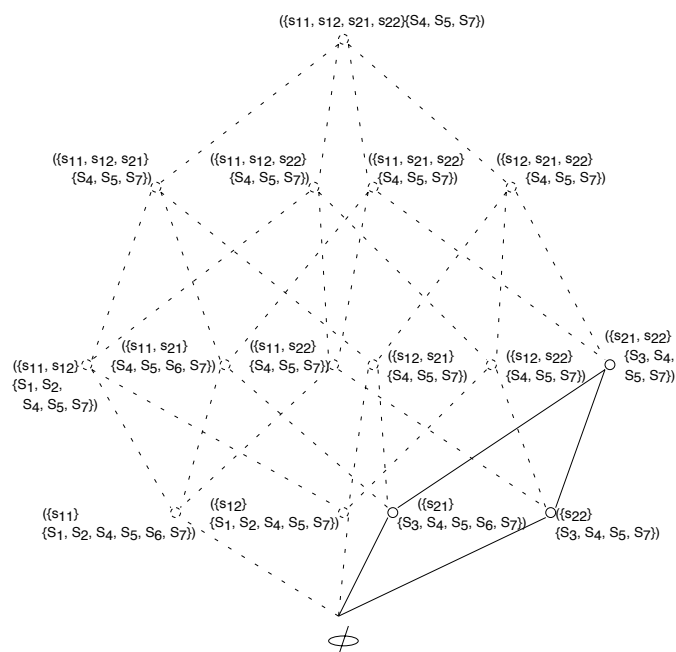 ({s11, s12, s21, s22}{S4, S5, S7})
({s11, s12, s21}
{S4, S5, S7})
({s11, s12, s22}
{S4, S5, S7})
({s11, s21, s22}
{S4, S5, S7})
({s12, s21, s22}
{S4, S5, S7})
({s11, s12}
{S1, S2,
S4, S5, S7})
({s11, s21}
{S4, S5, S6, S7})
({s11, s22}
{S4, S5, S7})
({s12, s21}
{S4, S5, S7})
({s12, s22}
{S4, S5, S7})
({s21, s22}
{S3, S4,
S5, S7})
({s11}
{S1, S2, S4, S5, S6, S7})
({s12}
{S1, S2, S4, S5, S7})
({s21}
{S3, S4, S5, S6, S7})
({s22}
{S3, S4, S5, S7})